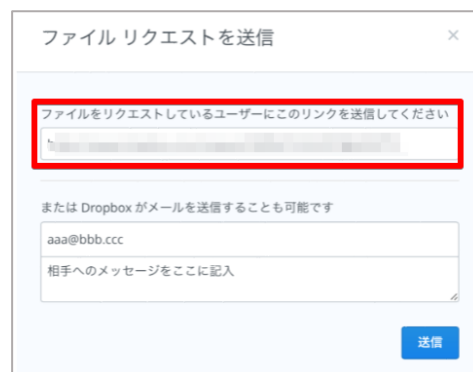 ファイル リクエストを送信
ファイルをリクエストしているユーザーにこのリンクを送信してください
または Dropbox がメールを送信することも可能です
aaa@bbb.ccc
相手へのメッセージをここに記入
送信